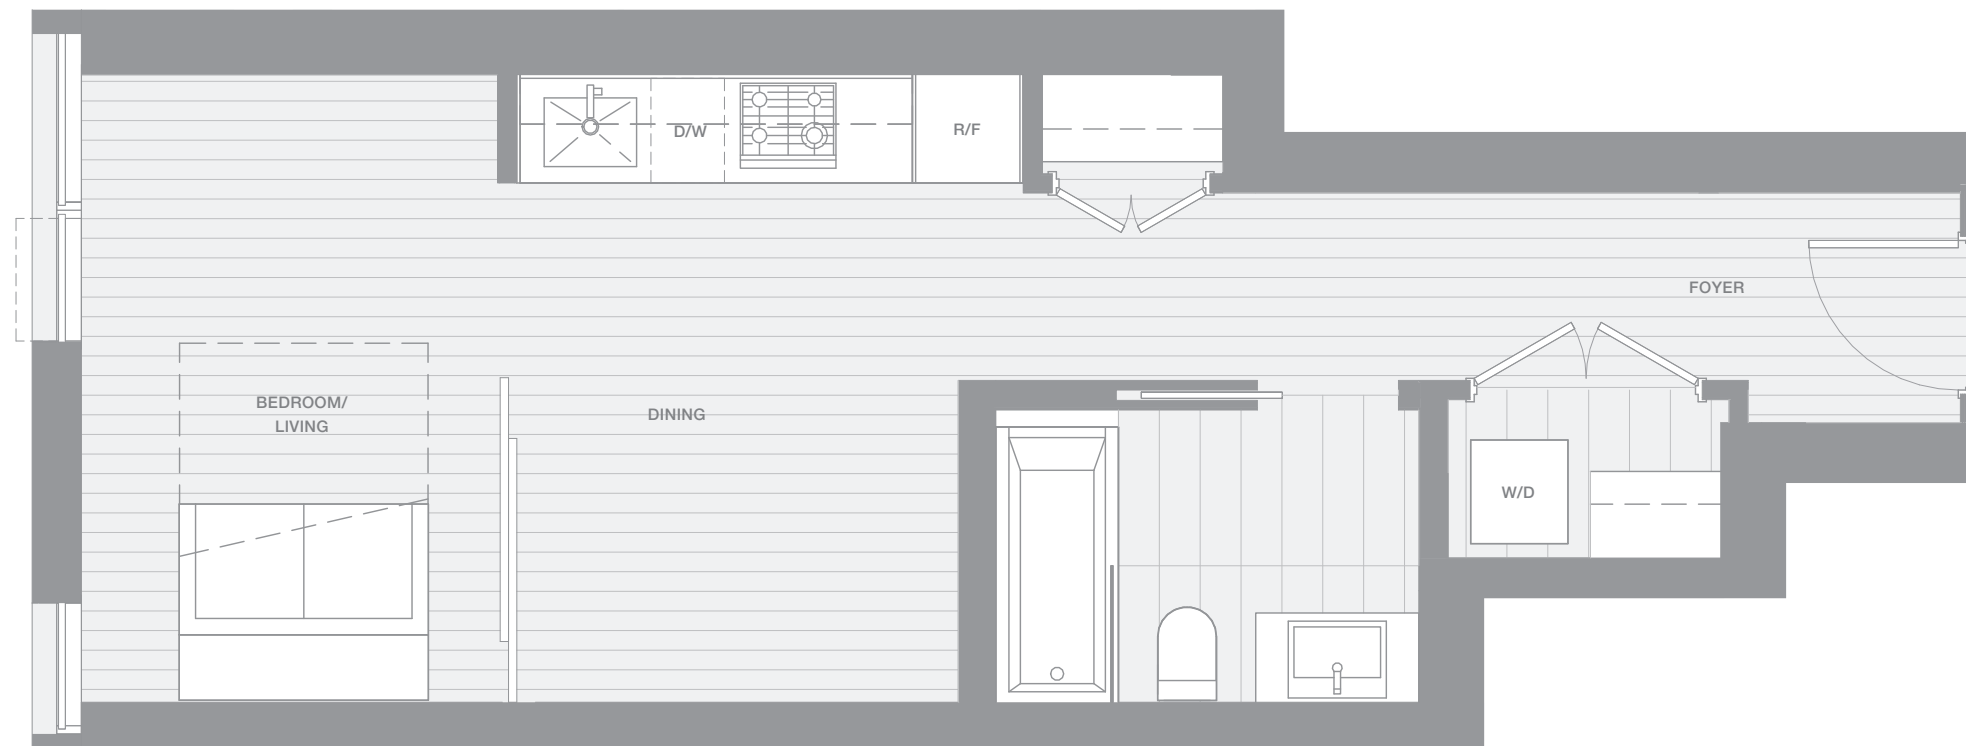 D/W
R/F
FOYER
BEDROOM/
LIVING
DINING
W/D